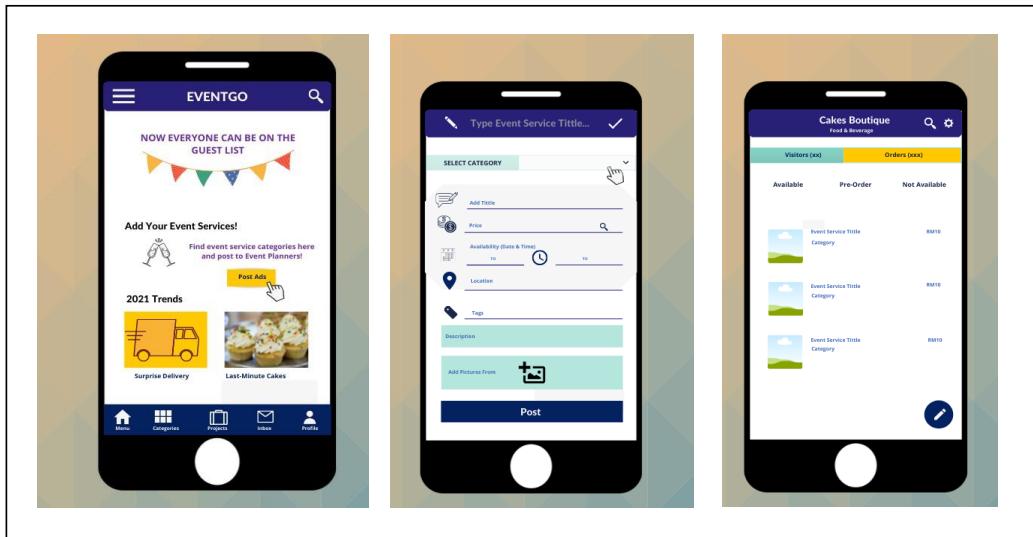 EVENTGO
NOW EVERYONE CAN BE ON THE
GUEST LIST
Add Your Event Services!
Find event service categories here
and post to Event Planners!
Post Ads
2021 Trends
Surprise Delivery
Last-Minute Cakes
Menu
Categories
Projects
Inbox
Profile
Type Event Service Tittle...
SELECT CATEGORY
Add Tittle
Price
Availability (Date & Time)
TO
TO
Location
Tags
Description
Add Pictures From
Post
Cakes Boutique
Food & Beverage
Visitors (xx)
Orders (xxx)
Available
Pre-Order
Not Available
Event Service Tittle
RM10
Category
Event Service Tittle
RM10
Category
Event Service Tittle
RM10
Category